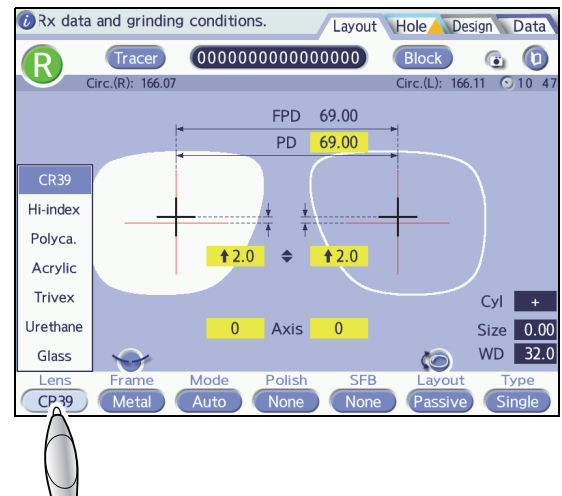 Rx data and grinding conditions.
Layout Hole Design Data
R Tracer 0000000000000000 Block
Circ.(R): 166.07 Circ.(L): 166.11 10 47
FPD 69.00
PD 69.00
CR39
Hi-index
Polyca.
Acrylic
Trivex
Urethane
Glass
2.0 2.0
0 Axis 0
Cyl +
Size 0.00
WD 32.0
Lens Frame Mode Polish SFB Layout Type
CR39 Metal Auto None None Passive Single